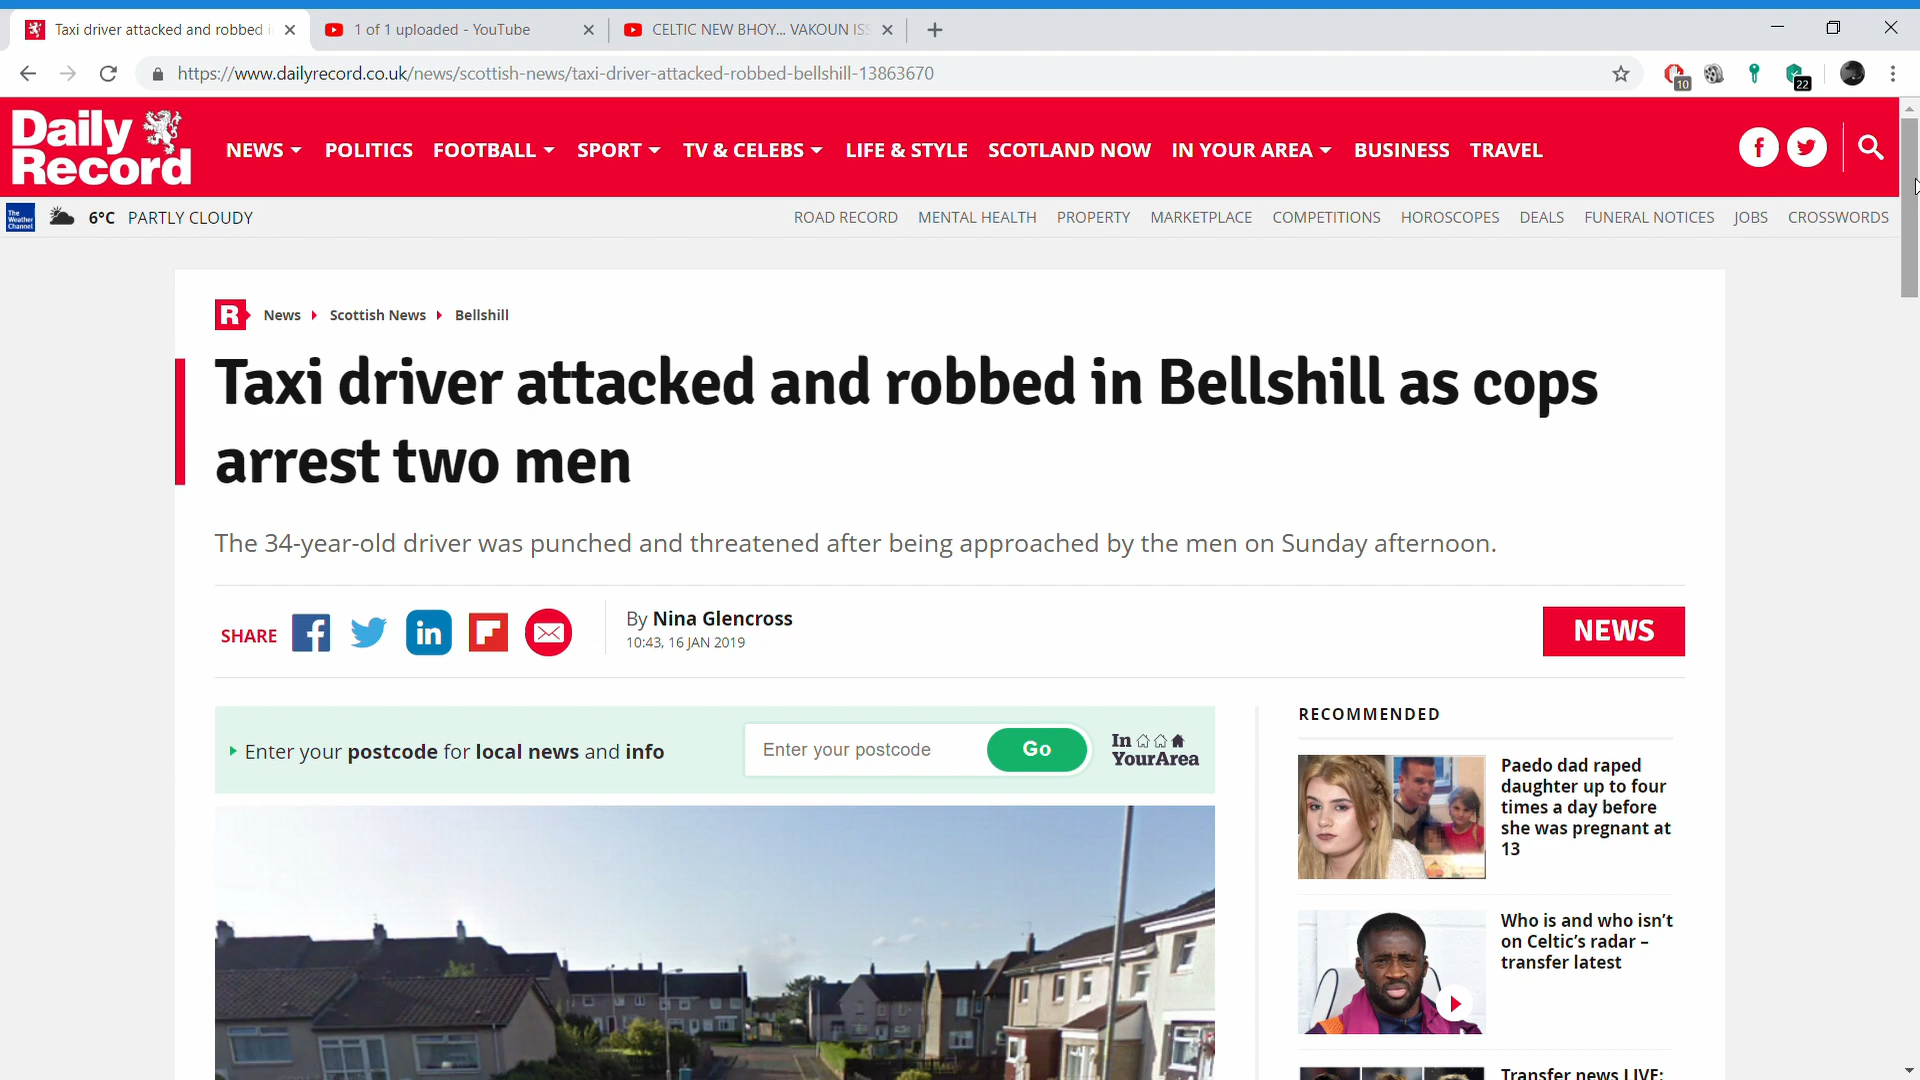 Taxi driver attacked and robbed i
1 of 1 uploaded - YouTube
CELTIC NEW BHOY... VAKOUN ISS
https://www.dailyrecord.co.uk/news/scottish-news/taxi-driver-attacked-robbed-bellshill-13863670
10
22
Daily
Record
NEWS
POLITICS
FOOTBALL
SPORT
TV & CELEBS
LIFE & STYLE
SCOTLAND NOW
IN YOUR AREA
BUSINESS
TRAVEL
The
Weather
Channel
6°C PARTLY CLOUDY
ROAD RECORD
MENTAL HEALTH
PROPERTY
MARKETPLACE
COMPETITIONS
HOROSCOPES
DEALS
FUNERAL NOTICES
JOBS
CROSSWORDS
R
News
Scottish News
Bellshill
Taxi driver attacked and robbed in Bellshill as cops
arrest two men
The 34-year-old driver was punched and threatened after being approached by the men on Sunday afternoon.
SHARE
By Nina Glencross
10:43, 16 JAN 2019
NEWS
Enter your postcode for local news and info
Enter your postcode
Go
In
YourArea
RECOMMENDED
Paedo dad raped
daughter up to four
times a day before
she was pregnant at
13
Who is and who isn't
on Celtic's radar –
transfer latest
Transfer news LIVE: